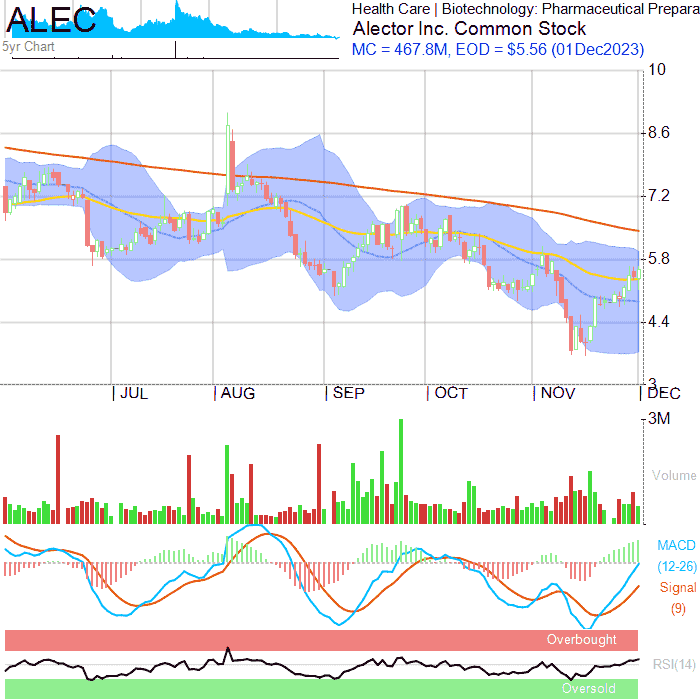 ALEC
5yr Chart
Health Care | Biotechnology: Pharmaceutical Prepara
Alector Inc. Common Stock
MC = 467.8M, EOD = $5.56 (01Dec2023)
10
8.6
7.2
5.8
4.4
3
JUL AUG SEP OCT NOV DEC
3M
Volume
MACD
(12-26)
Signal
(9)
Overbought
RSI(14)
Oversold